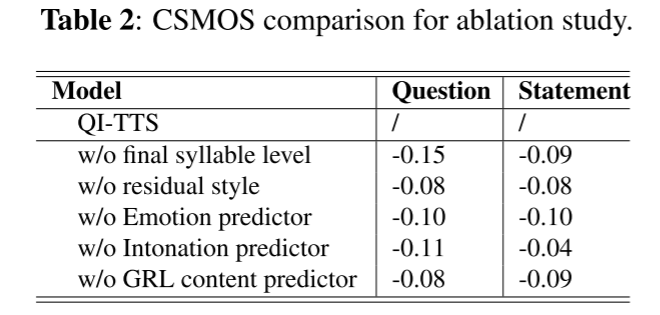 Table 2: CSMOS comparison for ablation study.
Model Question Statement
QI-TTS / /
w/o final syllable level -0.15 -0.09
w/o residual style -0.08 -0.08
w/o Emotion predictor -0.10 -0.10
w/o Intonation predictor -0.11 -0.04
w/o GRL content predictor -0.08 -0.09